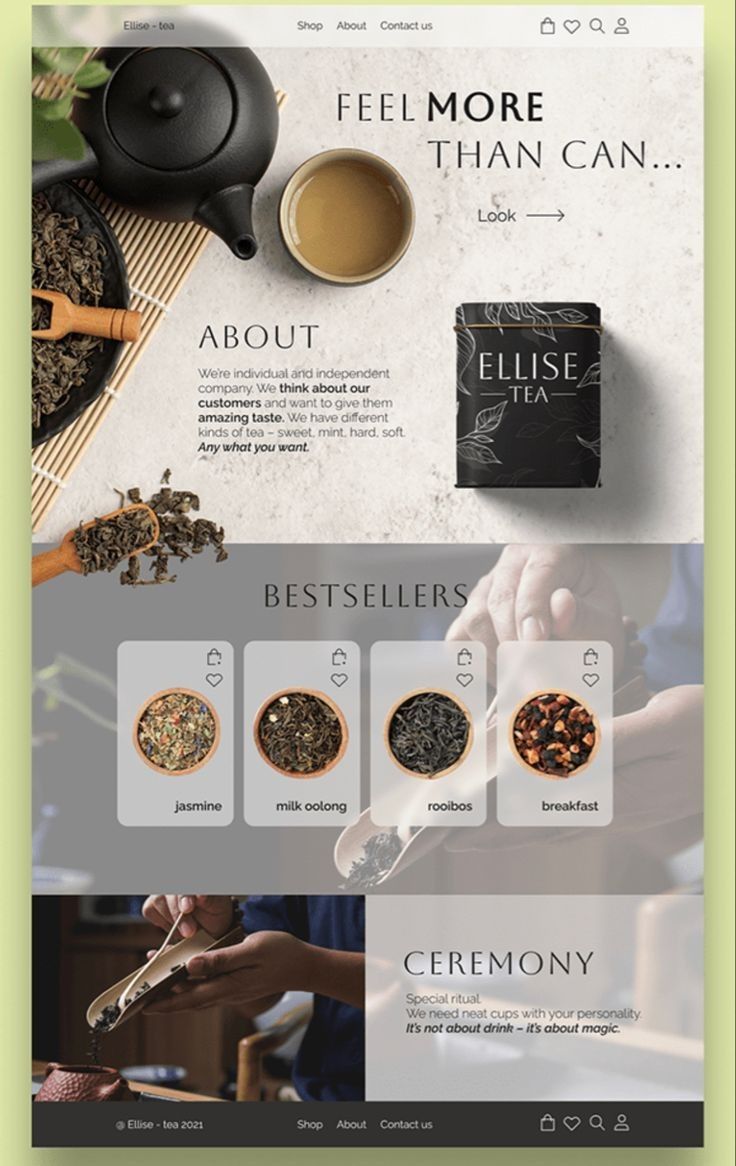 Ellise - tea Shop About Contact us
FEEL MORE
THAN CAN...
Look
ABOUT
We're individual and independent
company. We think about our
customers and want to give them
amazing taste. We have different
kinds of tea – sweet, mint, hard, soft.
Any what you want.
ELLISE
TEA
BESTSELLERS
jasmine
milk oolong
rooibos
breakfast
CEREMONY
Special ritual.
We need neat cups with your personality.
It's not about drink – it's about magic.
@ Ellise - tea 2021 Shop About Contact us